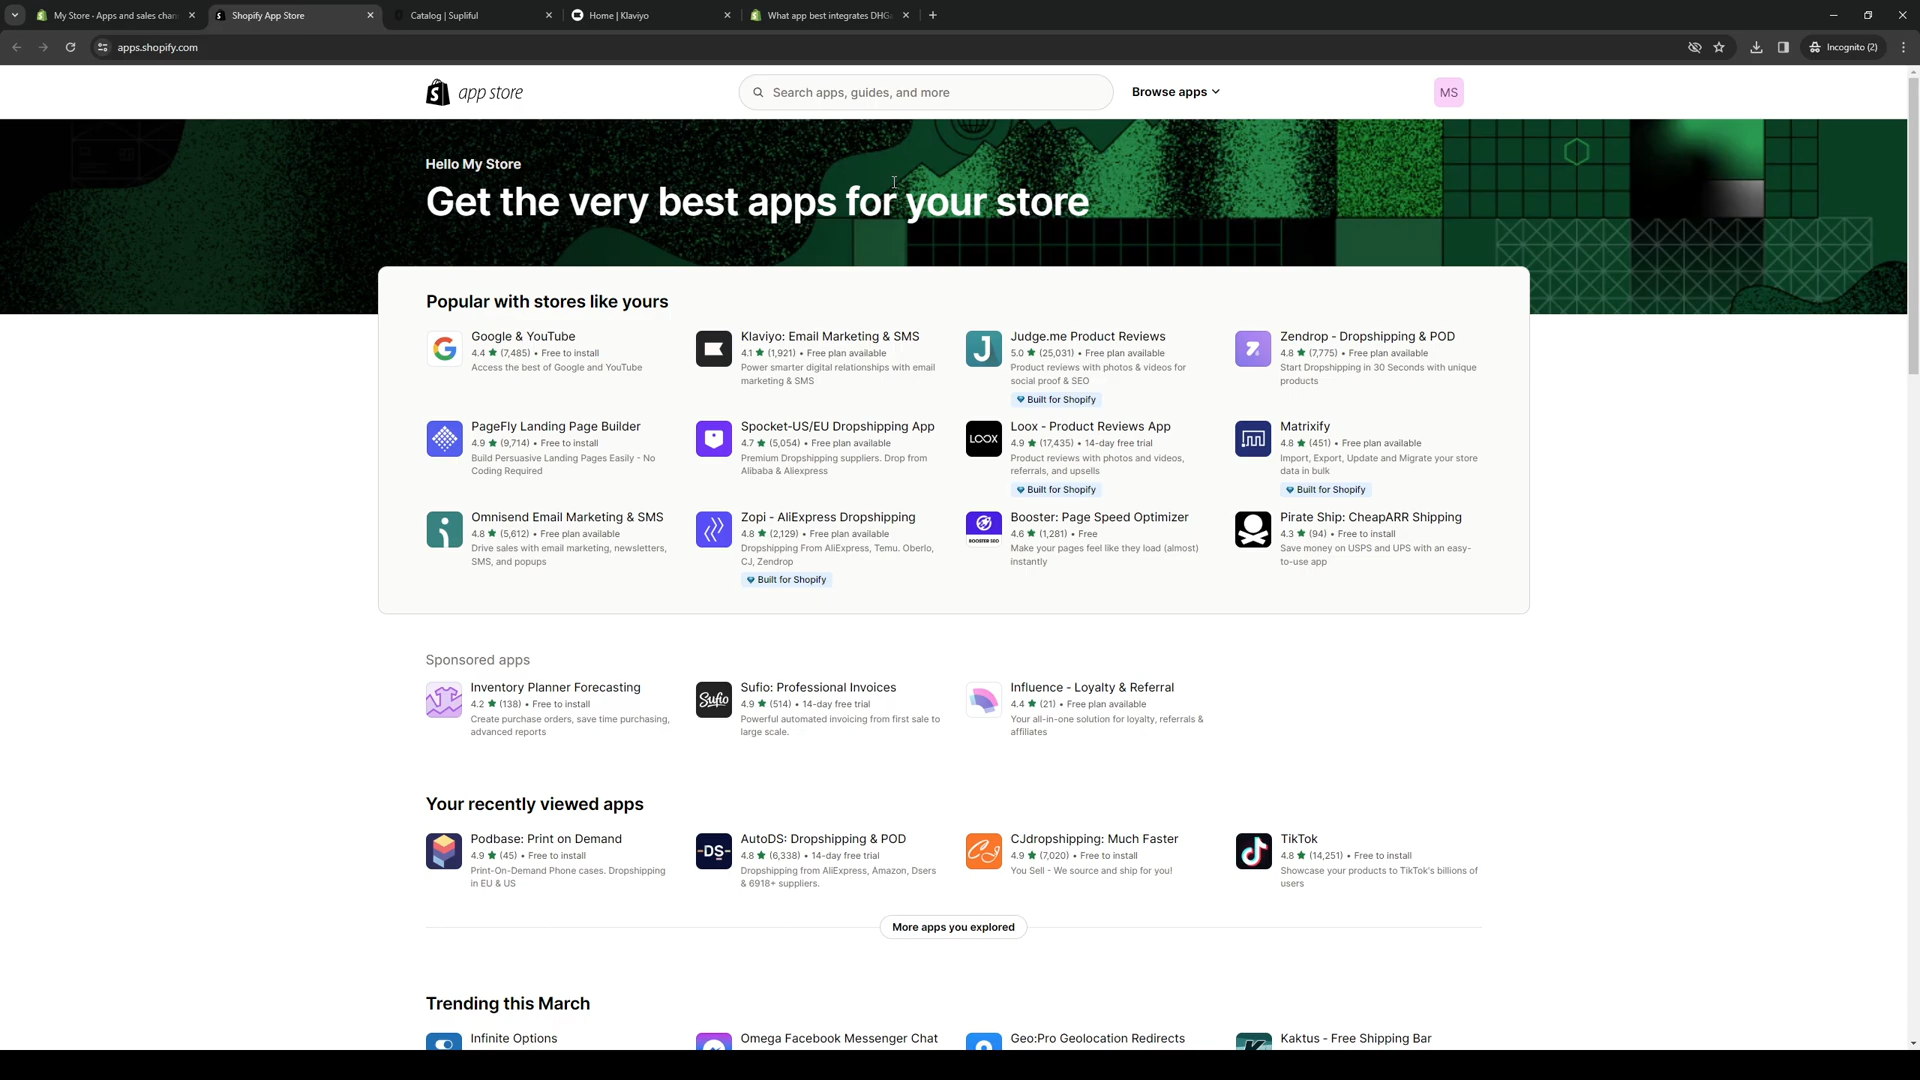 My Store · Apps and sales chan
Shopify App Store
Catalog | Supliful
Home | Klaviyo
What app best integrates DHGa
apps.shopify.com
Incognito (2)
app store
Search apps, guides, and more
Browse apps
MS
Hello My Store
Get the very best apps for your store
Popular with stores like yours
Google & YouTube
4.4 ★ (7,485) • Free to install
Access the best of Google and YouTube
Klaviyo: Email Marketing & SMS
4.1 ★ (1,921) • Free plan available
Power smarter digital relationships with email
marketing & SMS
J
Judge.me Product Reviews
5.0 ★ (25,031) • Free plan available
Product reviews with photos & videos for
social proof & SEO
Built for Shopify
Zendrop - Dropshipping & POD
4.8 ★ (7,775) • Free plan available
Start Dropshipping in 30 Seconds with unique
products
PageFly Landing Page Builder
4.9 ★ (9,714) • Free to install
Build Persuasive Landing Pages Easily - No
Coding Required
Spocket-US/EU Dropshipping App
4.7 ★ (5,054) • Free plan available
Premium Dropshipping suppliers. Drop from
Alibaba & Aliexpress
LOOX
Loox - Product Reviews App
4.9 ★ (17,435) • 14-day free trial
Product reviews with photos and videos,
referrals, and upsells
Built for Shopify
Matrixify
4.8 ★ (451) • Free plan available
Import, Export, Update and Migrate your store
data in bulk
Built for Shopify
Omnisend Email Marketing & SMS
4.8 ★ (5,612) • Free plan available
Drive sales with email marketing, newsletters,
SMS, and popups
Zopi - AliExpress Dropshipping
4.8 ★ (2,129) • Free plan available
Dropshipping From AliExpress, Temu. Oberlo,
CJ, Zendrop
Built for Shopify
BOOSTER SEO
Booster: Page Speed Optimizer
4.6 ★ (1,281) • Free
Make your pages feel like they load (almost)
instantly
Pirate Ship: CheapARR Shipping
4.3 ★ (94) • Free to install
Save money on USPS and UPS with an easy-
to-use app
Sponsored apps
Inventory Planner Forecasting
4.2 ★ (138) • Free to install
Create purchase orders, save time purchasing,
advanced reports
Sufio
Sufio: Professional Invoices
4.9 ★ (514) • 14-day free trial
Powerful automated invoicing from first sale to
large scale.
Influence - Loyalty & Referral
4.4 ★ (21) • Free plan available
Your all-in-one solution for loyalty, referrals &
affiliates
Your recently viewed apps
Podbase: Print on Demand
4.9 ★ (45) • Free to install
Print-On-Demand Phone cases. Dropshipping
in EU & US
-DS-
AutoDS: Dropshipping & POD
4.8 ★ (6,338) • 14-day free trial
Dropshipping from AliExpress, Amazon, Dsers
& 6918+ suppliers.
CJdropshipping: Much Faster
4.9 ★ (7,020) • Free to install
You Sell - We source and ship for you!
TikTok
4.8 ★ (14,251) • Free to install
Showcase your products to TikTok's billions of
users
More apps you explored
Trending this March
Infinite Options
Omega Facebook Messenger Chat
Geo:Pro Geolocation Redirects
Kaktus - Free Shipping Bar